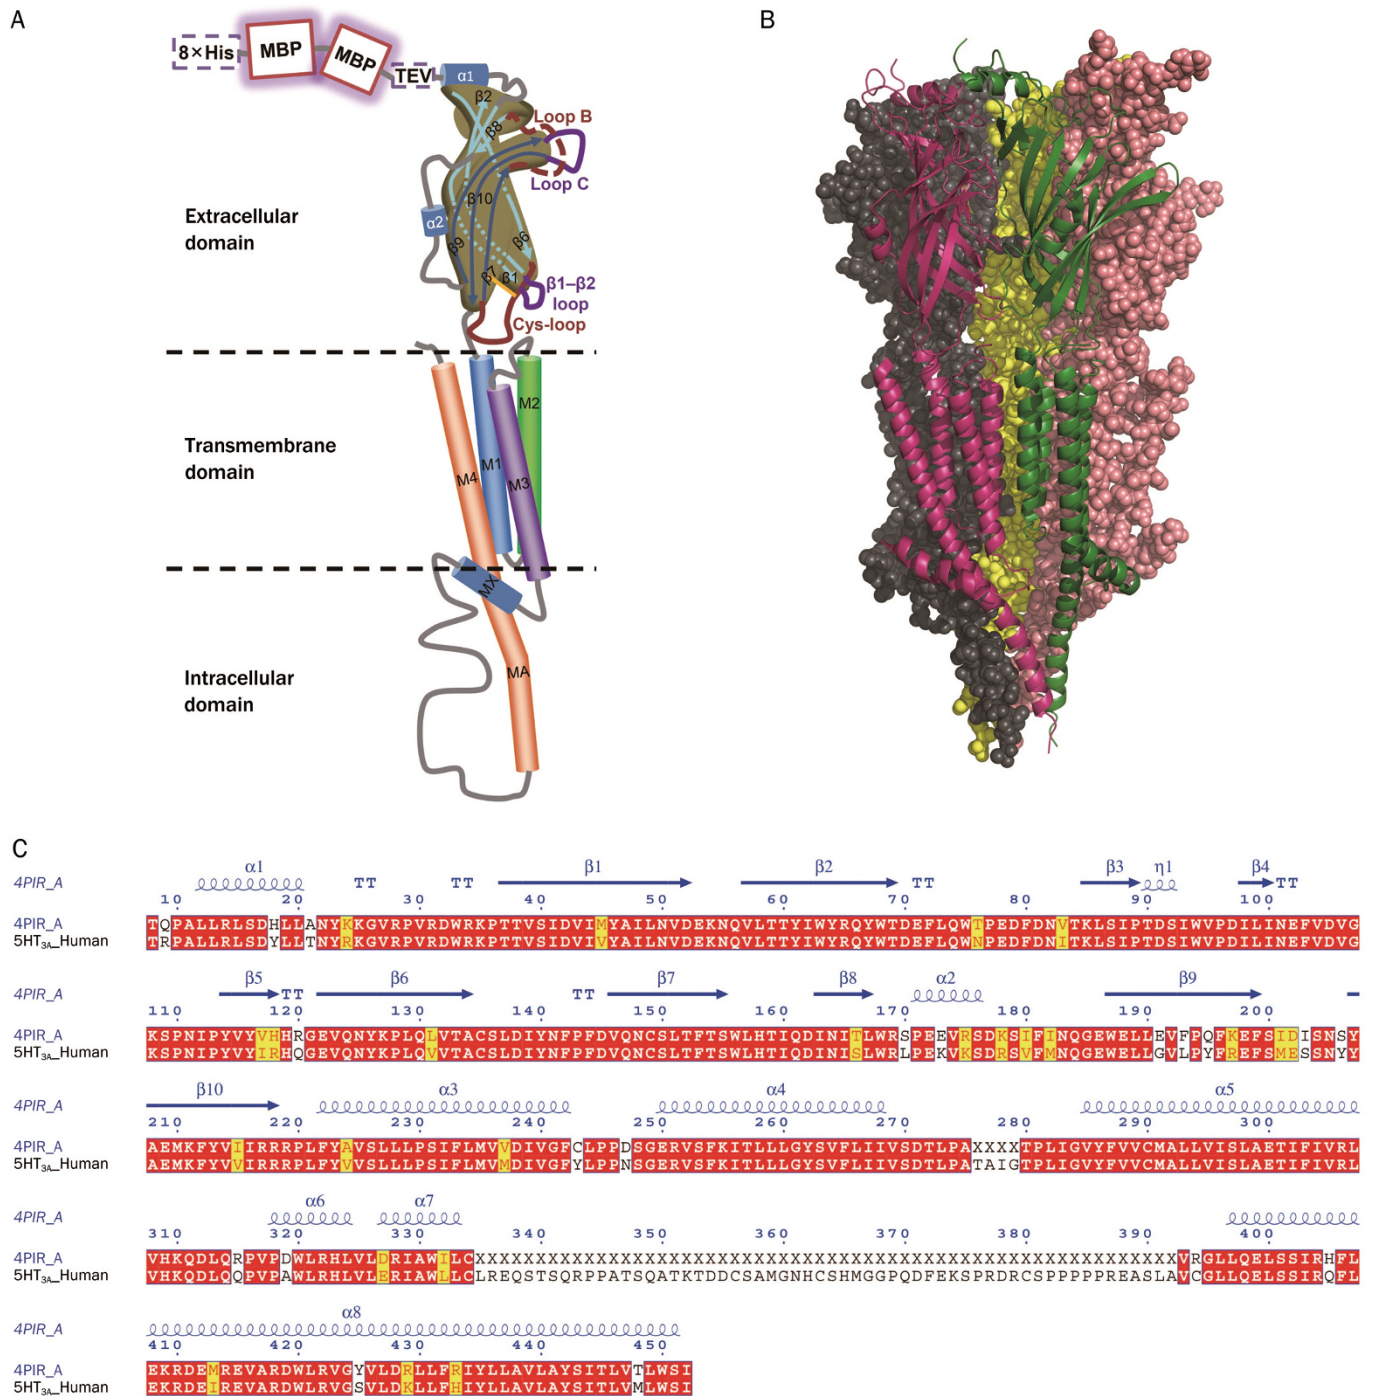 A
B
8×His
MBP
MBP
TEV
α1
β2
β8
Loop B
Loop C
β10
α2
β9
β6
β7
β1
β1–β2
loop
Cys-loop
Extracellular
domain
Transmembrane
domain
M2
M1
M4
M3
MX
Intracellular
domain
MA
C
α1 β1 β2 β3 η1 β4
4PIR_A TT TT TT TT
10 20 30 40 50 60 70 80 90 100
4PIR_A TQPALLRLSDHLLANYKKGVRPVRDWRKPTTVSIDVIMYAILNVDEKNQVLTTYIWYRQYWTDEFLQWTPEDFDNVTKLSIPTDSIWVPDILINEFVDVG
5HT3A_Human TRPALLRLSDYLLTNYRKGVRPVRDWRKPTTVSIDVIVYAILNVDEKNQVLTTYIWYRQYWTDEFLQWNPEDFDNITKLSIPTDSIWVPDILINEFVDVG
β5 β6 β7 β8 α2 β9
4PIR_A TT TT
110 120 130 140 150 160 170 180 190 200
4PIR_A KSPNIPYVYVHHRGEVQNYKPLQLVTACSLDIYNFPFDVQNCSLTFTSWLHTIQDINITLWRSPEEVRSDKSIFINQGEWELLEVFPQFKEFSIDISNSY
5HT3A_Human KSPNIPYVYIRHQGEVQNYKPLQVVTACSLDIYNFPFDVQNCSLTFTSWLHTIQDINISLWRLPEKVKSDRSVFMNQGEWELLGVLPYFREFSMESSNYY
β10 α3 α4 α5
4PIR_A
210 220 230 240 250 260 270 280 290 300
4PIR_A AEMKFYVIIRRRPLFYAVSLLLPSIFLMVVDIVGFCLPPDSGERVSFKITLLLGYSVFLIIVSDTLPAXXXXTPLIGVYFVVCMALLVISLAETIFIVRL
5HT3A_Human AEMKFYVVIRRRPLFYVVSLLLPSIFLMVMDIVGFYLPPNSGERVSFKITLLLGYSVFLIIVSDTLPATAIGTPLIGVYFVVCMALLVISLAETIFIVRL
α6 α7
4PIR_A
310 320 330 340 350 360 370 380 390 400
4PIR_A VHKQDLQRPVPDWLRHLVLDRIAWILCXXXXXXXXXXXXXXXXXXXXXXXXXXXXXXXXXXXXXXXXXXXXXXXXXXXXXXXXXXVRGLLQELSSIRHFL
5HT3A_Human VHKQDLQQPVPAWLRHLVLERIAWLLCLREQSTSQRPPATSQATKTDDCSAMGNHCSHMGGPQDFEKSPRDRCSPPPPPREASLAVCGLLQELSSIRQFL
α8
4PIR_A
410 420 430 440 450
4PIR_A EKRDEMREVARDWLRVGYVLDRLLFRIYLLAVLAYSITLVTLWSI
5HT3A_Human EKRDEIREVARDWLRVGSVLDKLLFHIYLLAVLAYSITLVMLWSI